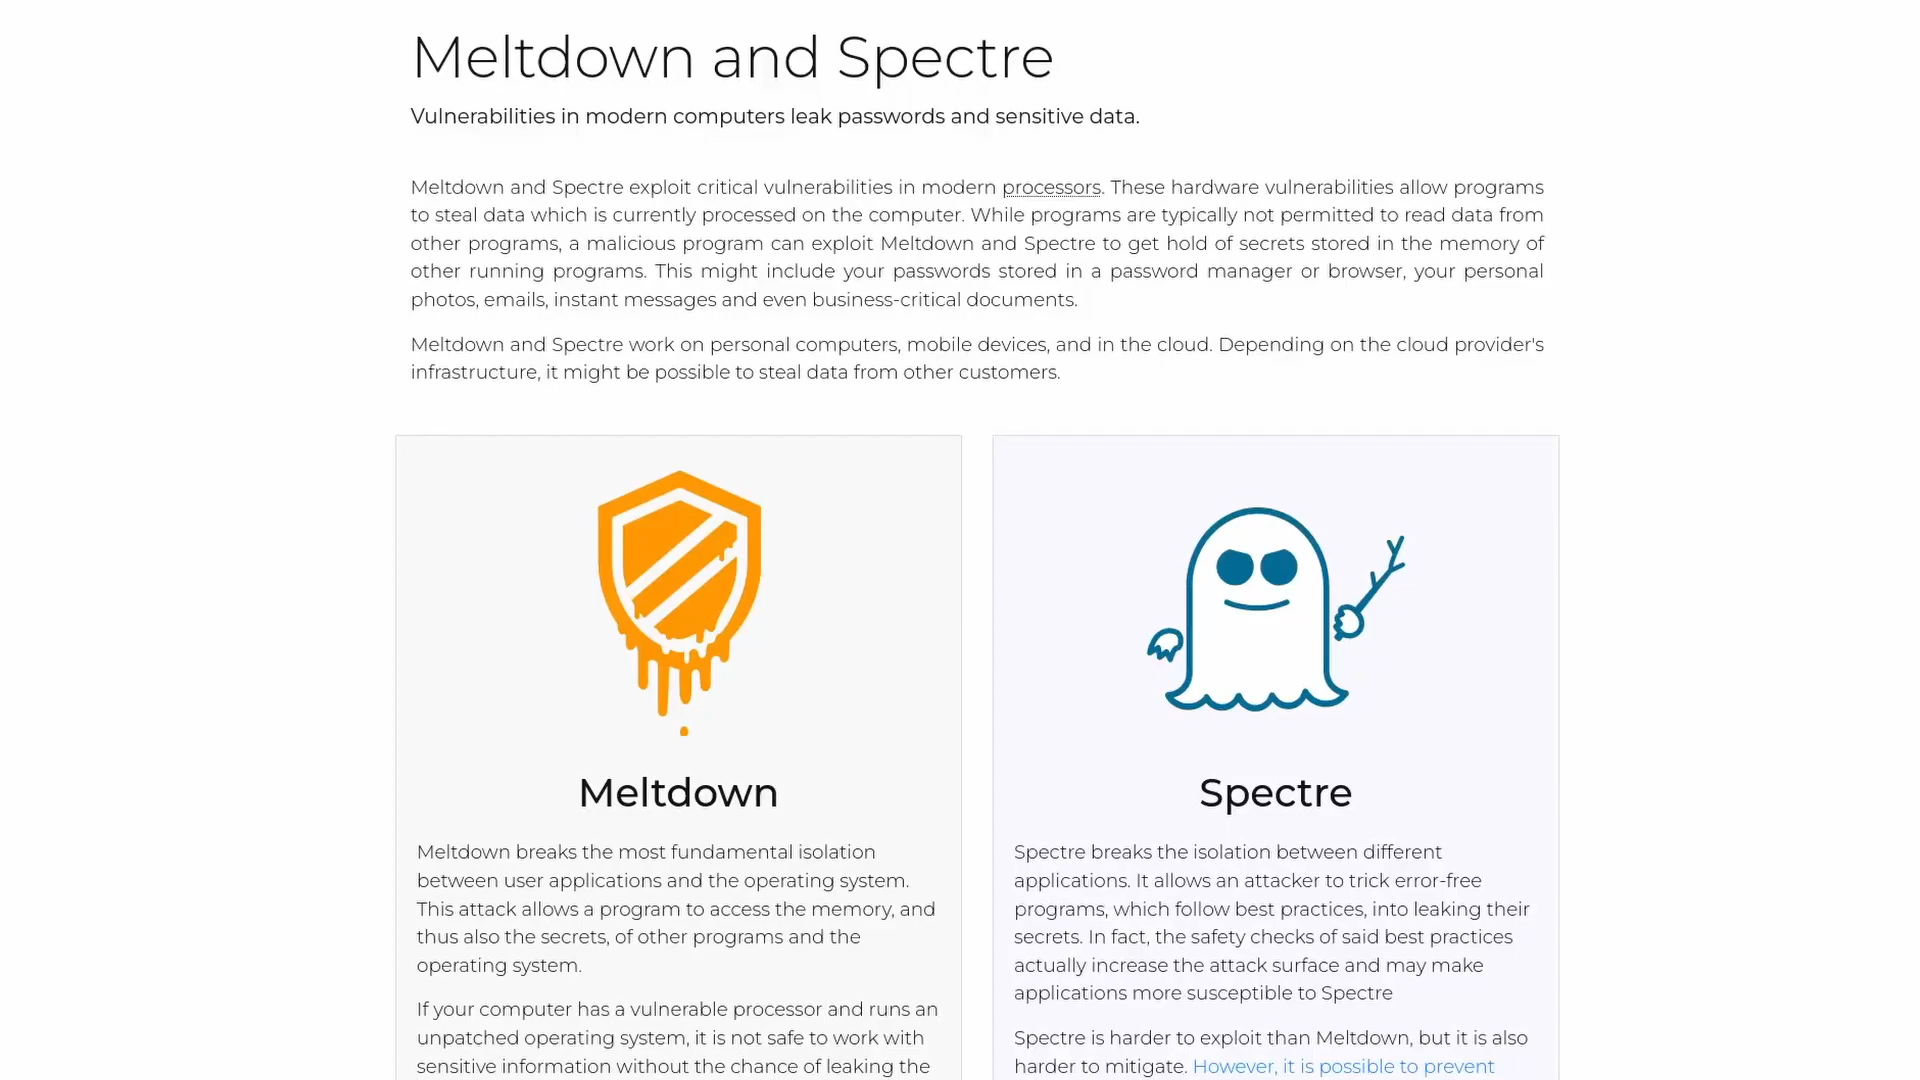 Meltdown and Spectre
Vulnerabilities in modern computers leak passwords and sensitive data.
Meltdown and Spectre exploit critical vulnerabilities in modern processors. These hardware vulnerabilities allow programs
to steal data which is currently processed on the computer. While programs are typically not permitted to read data from
other programs, a malicious program can exploit Meltdown and Spectre to get hold of secrets stored in the memory of
other running programs. This might include your passwords stored in a password manager or browser, your personal
photos, emails, instant messages and even business-critical documents.
Meltdown and Spectre work on personal computers, mobile devices, and in the cloud. Depending on the cloud provider's
infrastructure, it might be possible to steal data from other customers.
Meltdown
Meltdown breaks the most fundamental isolation
between user applications and the operating system.
This attack allows a program to access the memory, and
thus also the secrets, of other programs and the
operating system.
If your computer has a vulnerable processor and runs an
unpatched operating system, it is not safe to work with
sensitive information without the chance of leaking the
Spectre
Spectre breaks the isolation between different
applications. It allows an attacker to trick error-free
programs, which follow best practices, into leaking their
secrets. In fact, the safety checks of said best practices
actually increase the attack surface and may make
applications more susceptible to Spectre
Spectre is harder to exploit than Meltdown, but it is also
harder to mitigate. However, it is possible to prevent